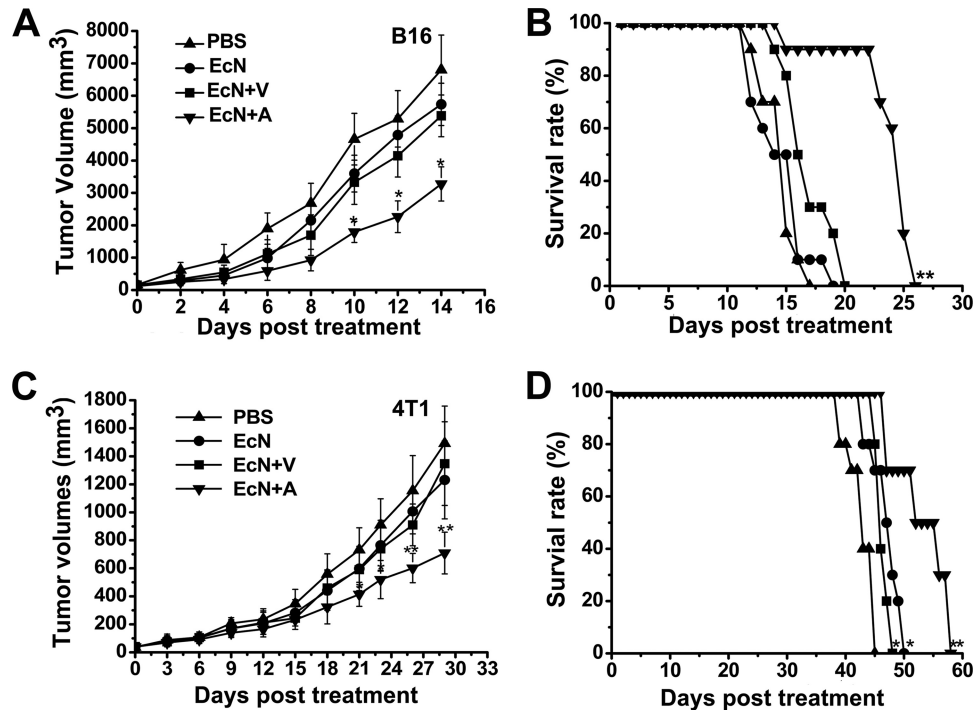 A
B16
PBS
EcN
EcN+V
EcN+A
Tumor Volume (mm³)
8000
7000
6000
5000
4000
3000
2000
1000
0
* * *
0 2 4 6 8 10 12 14 16
Days post treatment
B
Survival rate (%)
100
80
60
40
20
0
**
0 5 10 15 20 25 30
Days post treatment
C
4T1
PBS
EcN
EcN+V
EcN+A
Tumor volumes (mm³)
1800
1600
1400
1200
1000
800
600
400
200
0
* * ** **
0 3 6 9 12 15 18 21 24 27 30 33
Days post treatment
D
Survial rate (%)
100
80
60
40
20
0
* * **
0 10 20 30 40 50 60
Days post treatment